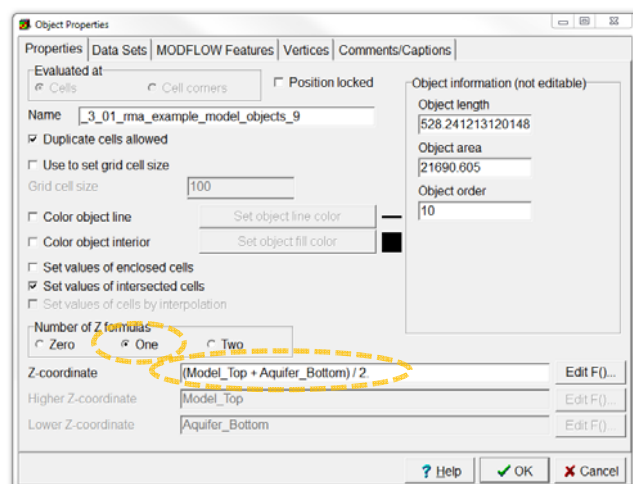 Object Properties
Properties Data Sets MODFLOW Features Vertices Comments/Captions
Evaluated at
Cells Cell corners
Position locked
Name _3_01_rma_example_model_objects_9
Duplicate cells allowed
Use to set grid cell size
Grid cell size 100
Color object line Set object line color
Color object interior Set object fill color
Set values of enclosed cells
Set values of intersected cells
Set values of cells by interpolation
Object information (not editable)
Object length
528.241213120148
Object area
21690.605
Object order
10
Number of Z formulas
Zero One Two
Z-coordinate (Model_Top + Aquifer_Bottom) / 2. Edit F()...
Higher Z-coordinate Model_Top Edit F()...
Lower Z-coordinate Aquifer_Bottom Edit F()...
? Help OK Cancel